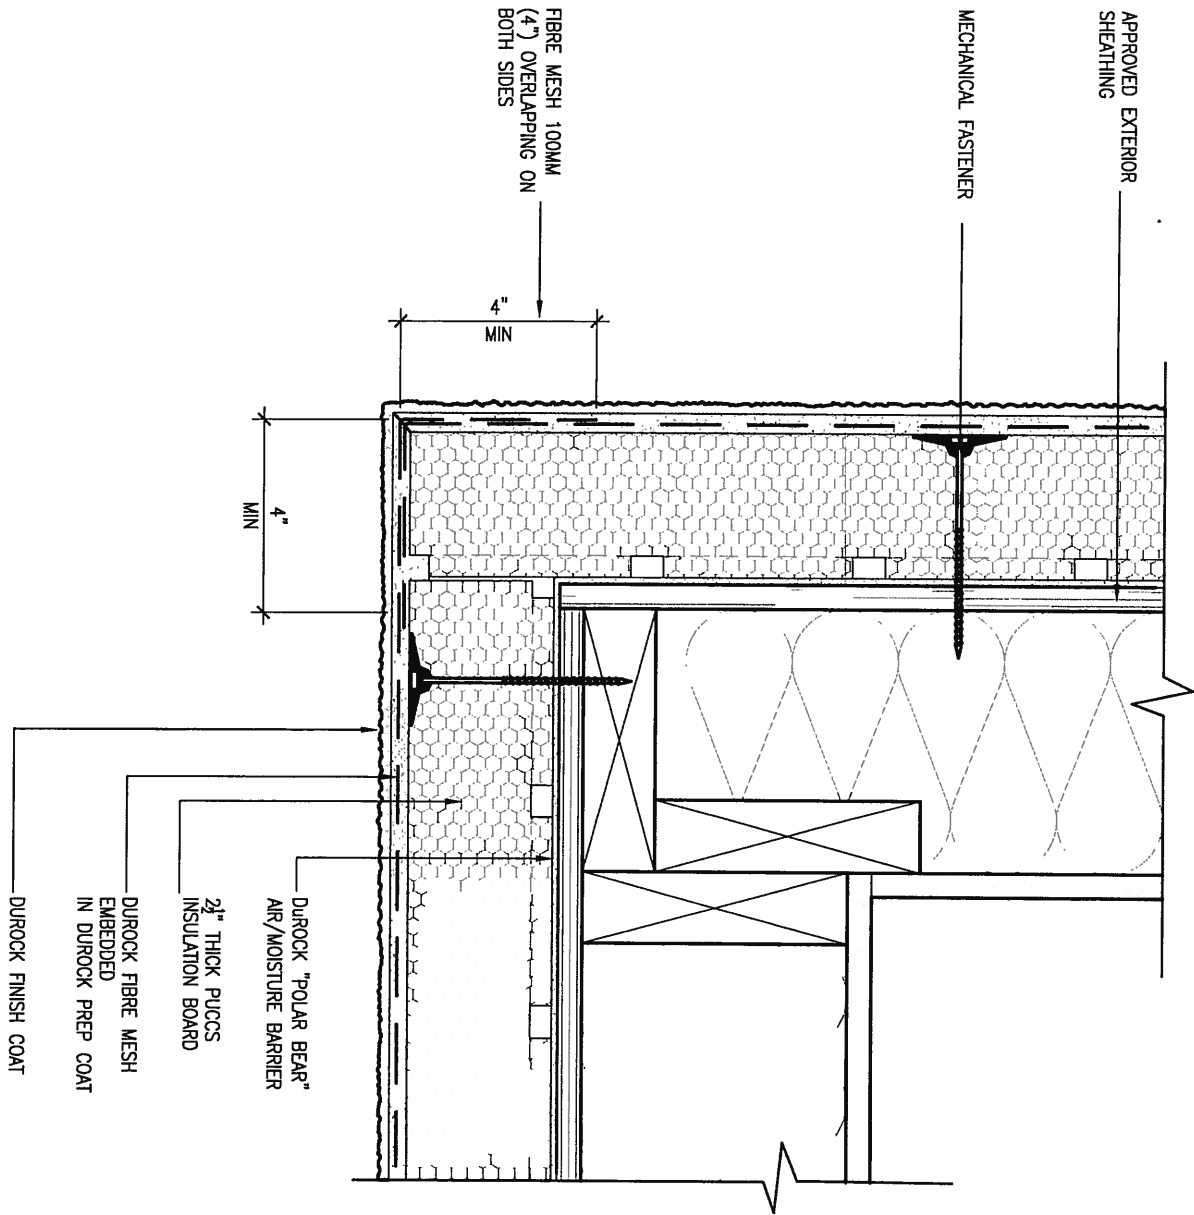 APPROVED EXTERIOR
SHEATHING
MECHANICAL FASTENER
FIBRE MESH 100MM
(4") OVERLAPPING ON
BOTH SIDES
4"
MIN
4"
MIN
DuROCK "POLAR BEAR"
AIR/MOISTURE BARRIER
2½" THICK PUCCS
INSULATION BOARD
DUROCK FIBRE MESH
EMBEDDED
IN DUROCK PREP COAT
DUROCK FINISH COAT